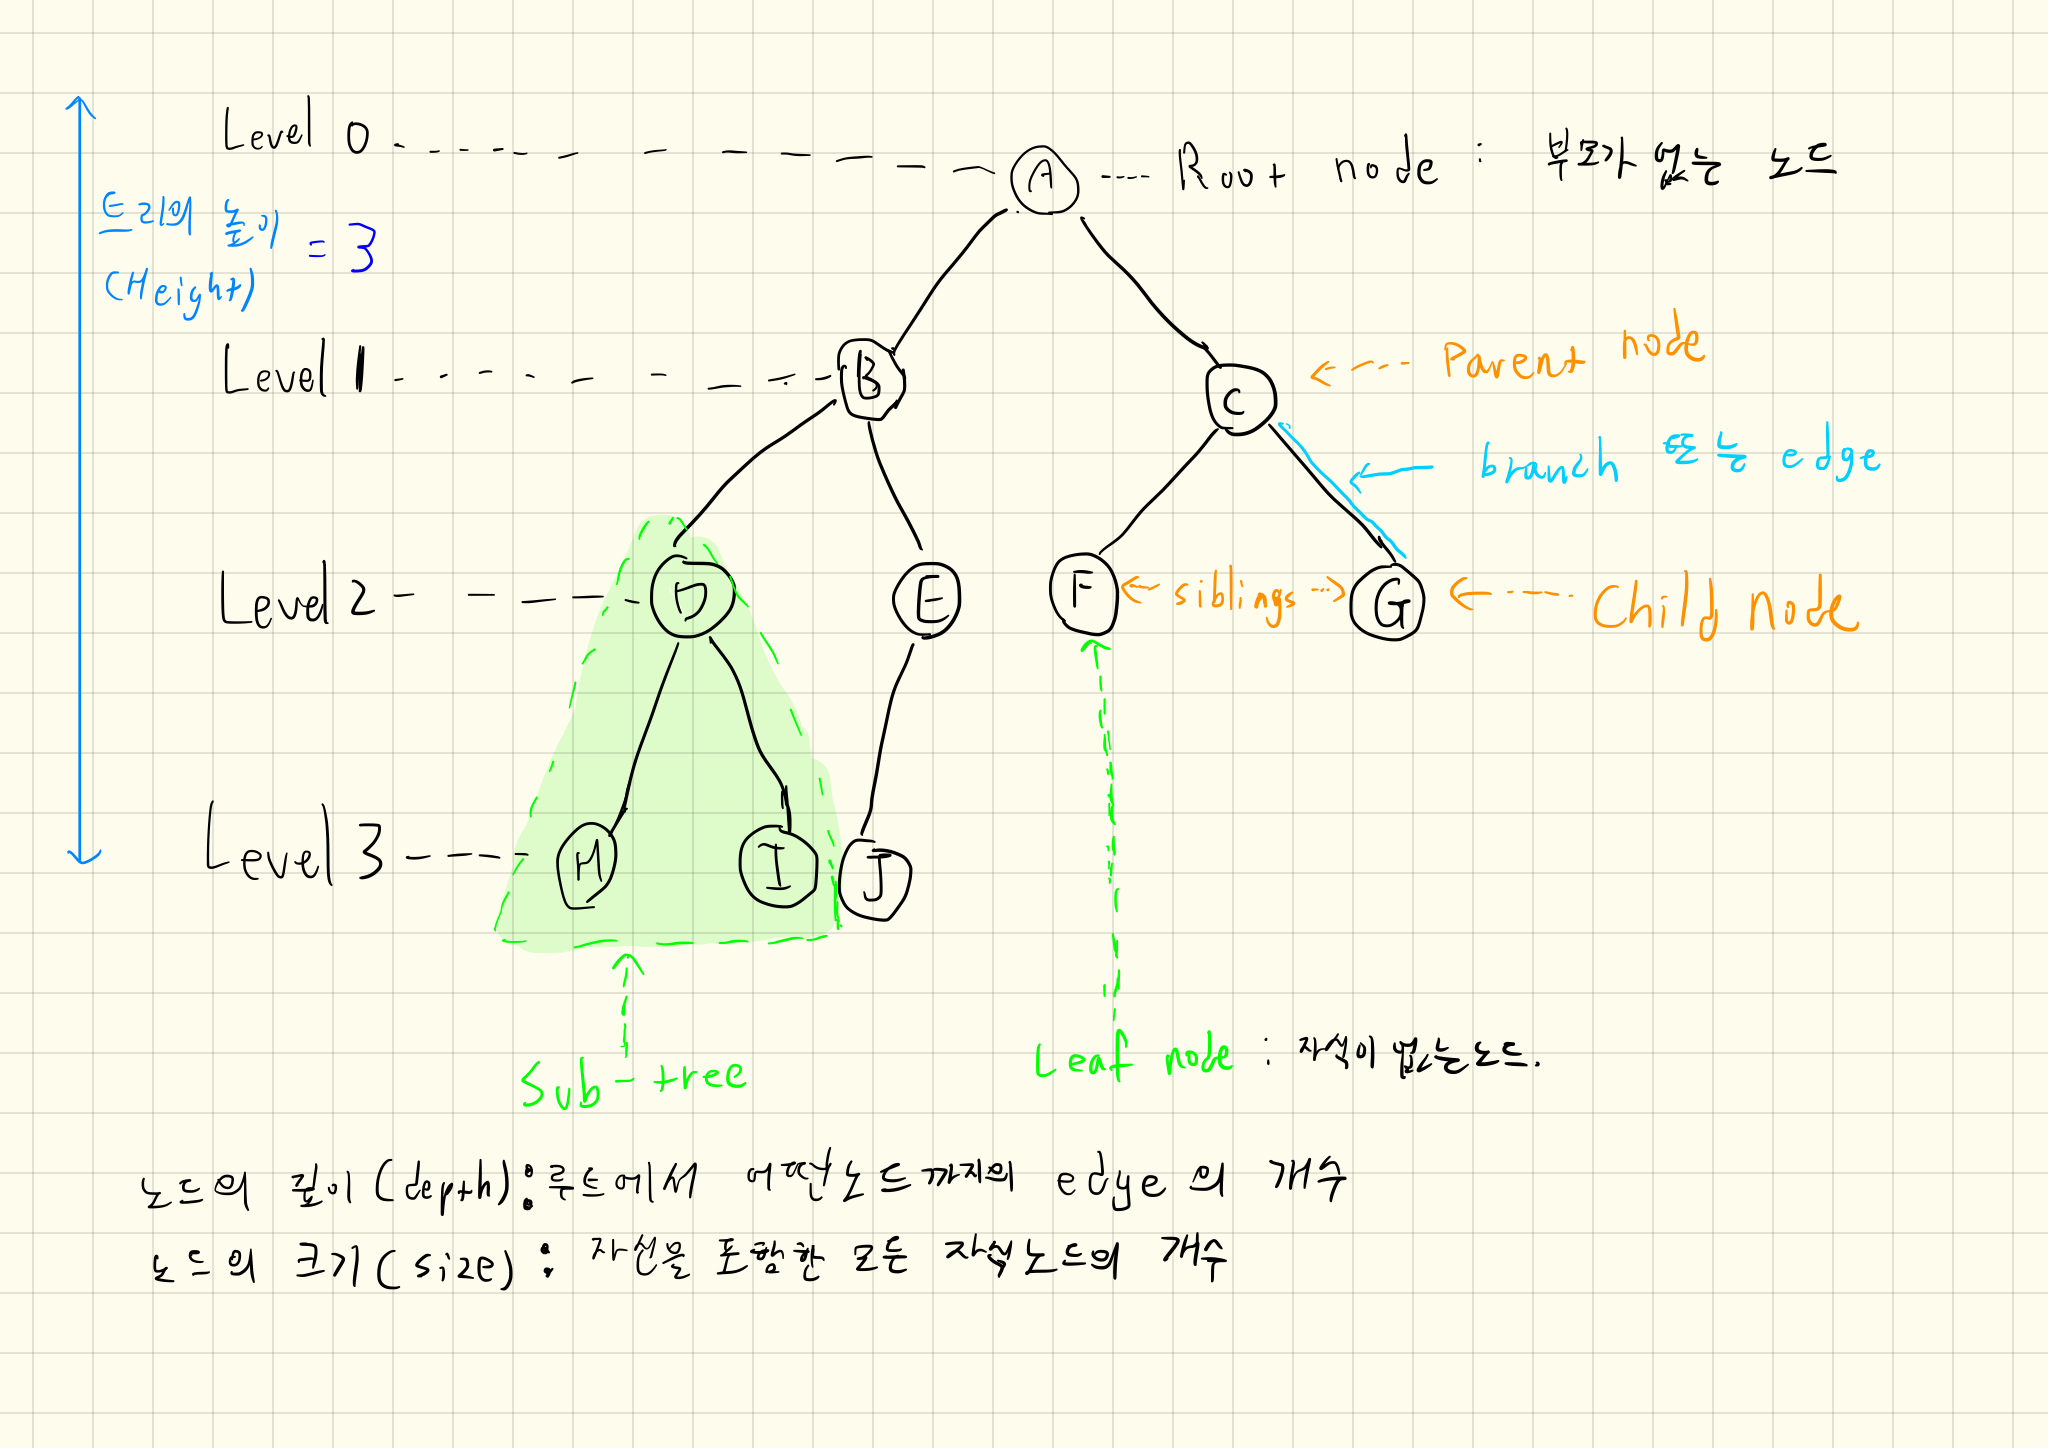 Level 0
A
Root node : 부모가 없는 노드
트리의 높이
(Height)
= 3
Level 1
B
C
Parent node
branch 또는 edge
Level 2
D
E
F
siblings
G
Child node
Level 3
H
I
J
Sub-tree
Leaf node : 자식이 없는 노드.
노드의 깊이(depth) : 루트에서 어떤 노드까지의 edge의 개수
노드의 크기(size) : 자신을 포함한 모든 자식 노드의 개수